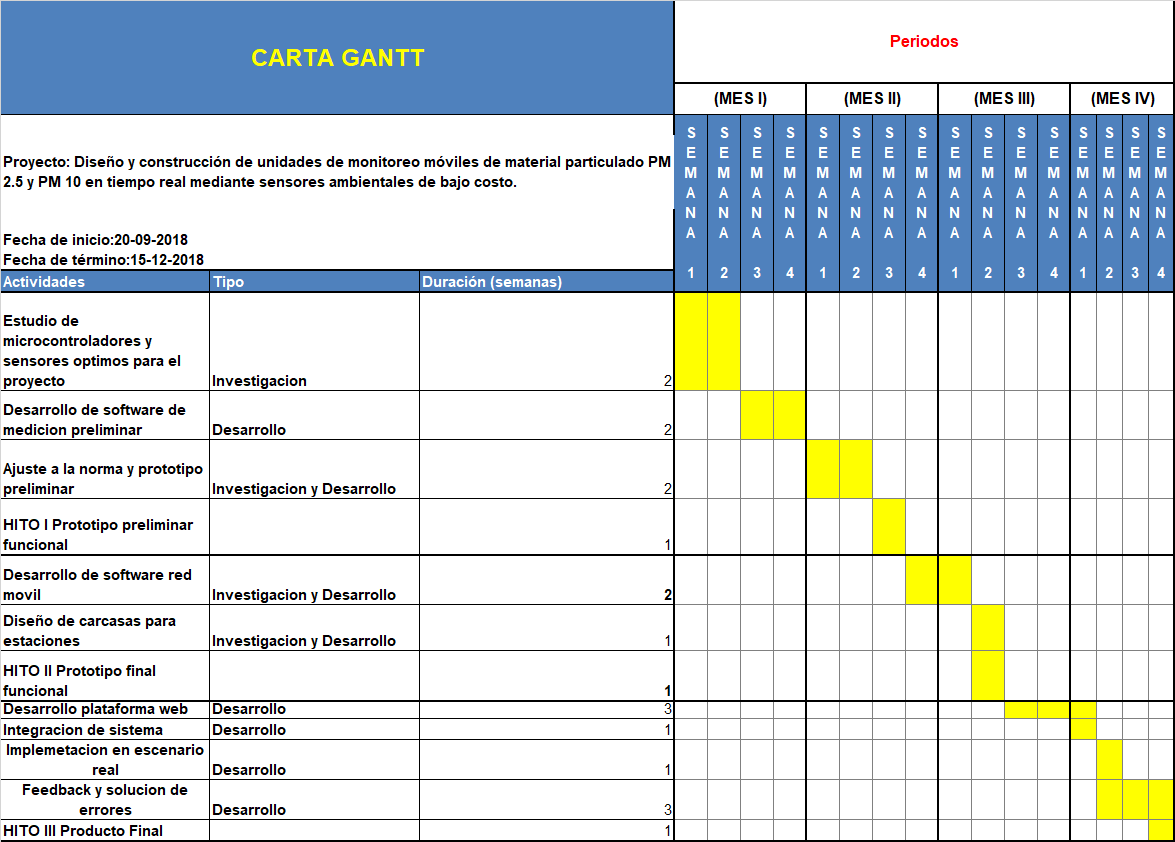 CARTA GANTT
Periodos
(MES I) (MES II) (MES III) (MES IV)
Proyecto: Diseño y construcción de unidades de monitoreo móviles de material particulado PM
2.5 y PM 10 en tiempo real mediante sensores ambientales de bajo costo.
Fecha de inicio:20-09-2018
Fecha de término:15-12-2018
SEMANA 1 SEMANA 2 SEMANA 3 SEMANA 4 SEMANA 1 SEMANA 2 SEMANA 3 SEMANA 4 SEMANA 1 SEMANA 2 SEMANA 3 SEMANA 4 SEMANA 1 SEMANA 2 SEMANA 3 SEMANA 4
Actividades Tipo Duración (semanas)
Estudio de
microcontroladores y
sensores optimos para el
proyecto Investigacion 2
Desarrollo de software de
medicion preliminar Desarrollo 2
Ajuste a la norma y prototipo
preliminar Investigacion y Desarrollo 2
HITO I Prototipo preliminar
funcional 1
Desarrollo de software red
movil Investigacion y Desarrollo 2
Diseño de carcasas para
estaciones Investigacion y Desarrollo 1
HITO II Prototipo final
funcional 1
Desarrollo plataforma web Desarrollo 3
Integracion de sistema Desarrollo 1
Implemetacion en escenario
real Desarrollo 1
Feedback y solucion de
errores Desarrollo 3
HITO III Producto Final 1